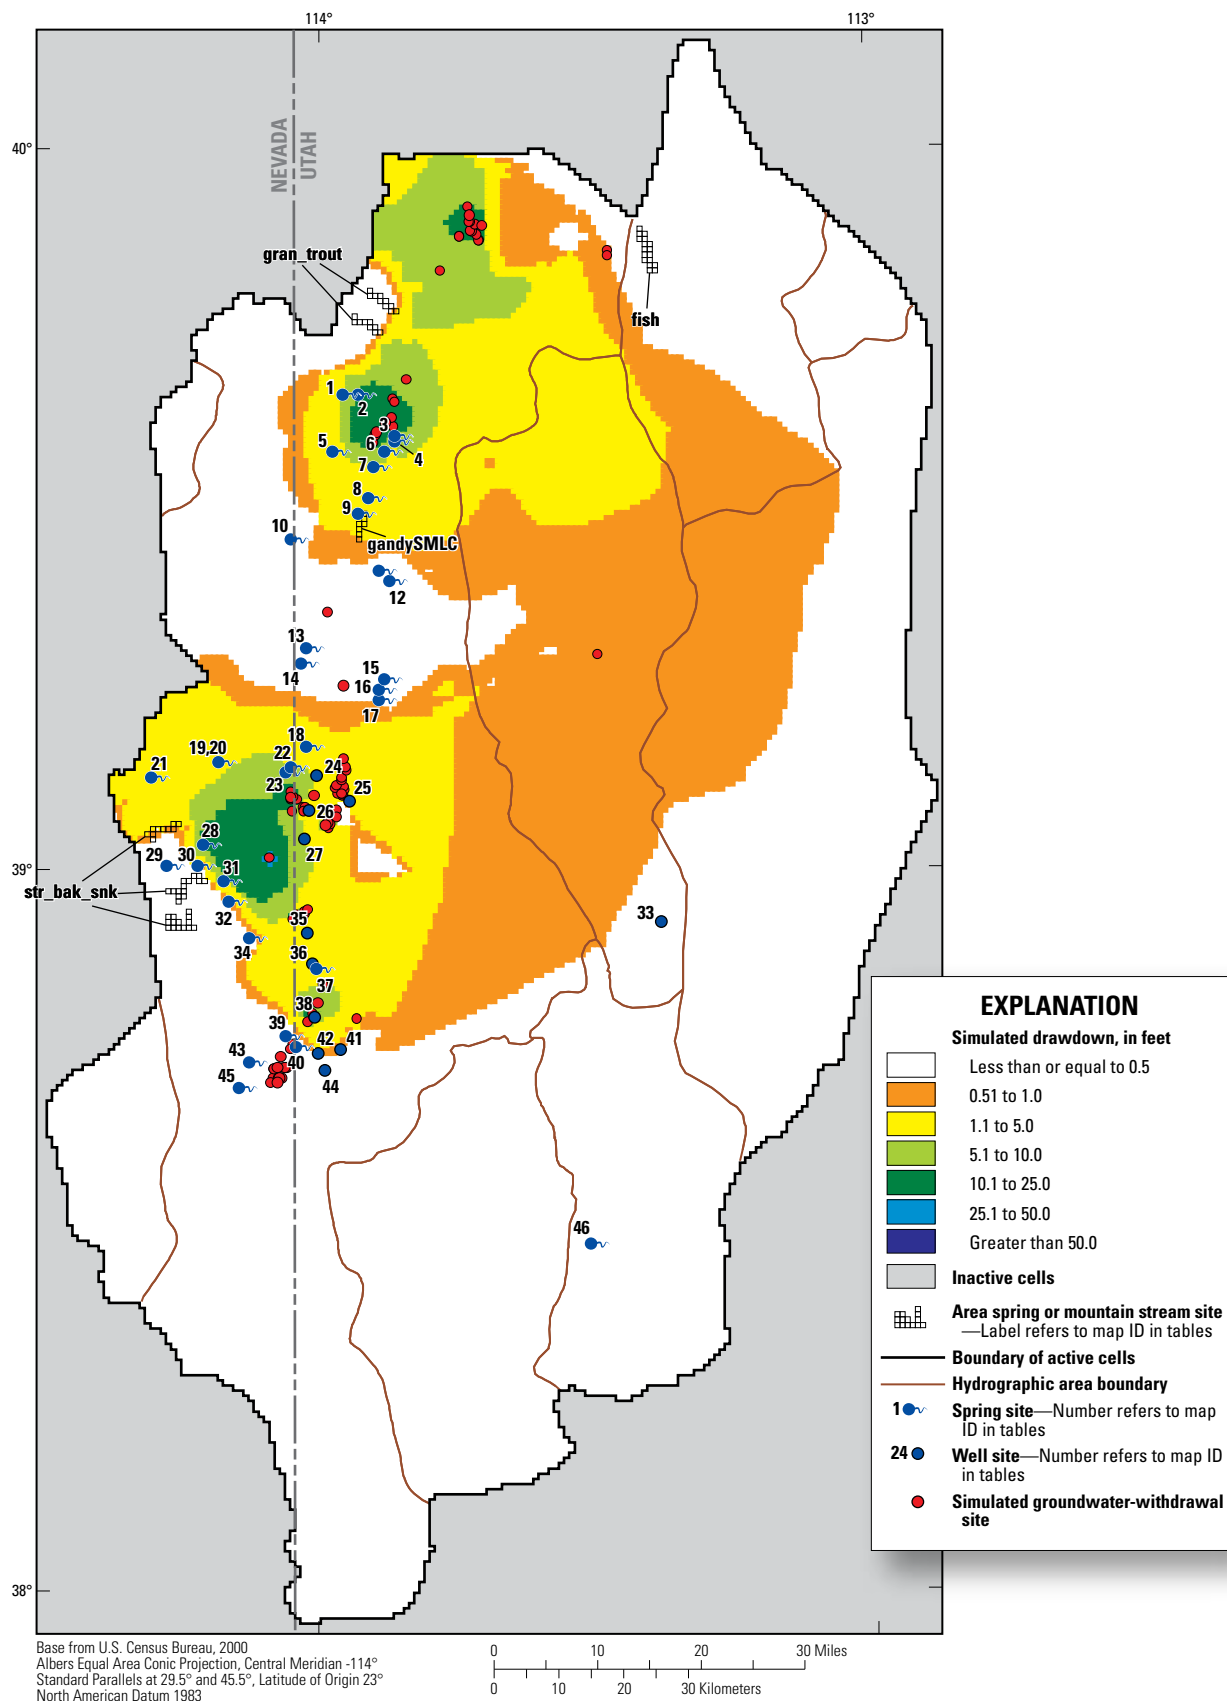 114°
113°
40°
NEVADA
UTAH
gran_trout
fish
1
2
3
5
6
4
7
8
9
10
gandySMLC
12
13
14
15
16
17
18
19,20
21
22
24
23
25
26
28
27
29
30
31
39°
str_bak_snk
32
35
33
34
36
37
38
39
42
41
43
40
45
44
46
38°
EXPLANATION
Simulated drawdown, in feet
Less than or equal to 0.5
0.51 to 1.0
1.1 to 5.0
5.1 to 10.0
10.1 to 25.0
25.1 to 50.0
Greater than 50.0
Inactive cells
Area spring or mountain stream site
—Label refers to map ID in tables
Boundary of active cells
Hydrographic area boundary
1 Spring site—Number refers to map
ID in tables
24 Well site—Number refers to map ID
in tables
Simulated groundwater-withdrawal
site
Base from U.S. Census Bureau, 2000
Albers Equal Area Conic Projection, Central Meridian -114°
Standard Parallels at 29.5° and 45.5°, Latitude of Origin 23°
North American Datum 1983
0 10 20 30 Miles
0 10 20 30 Kilometers